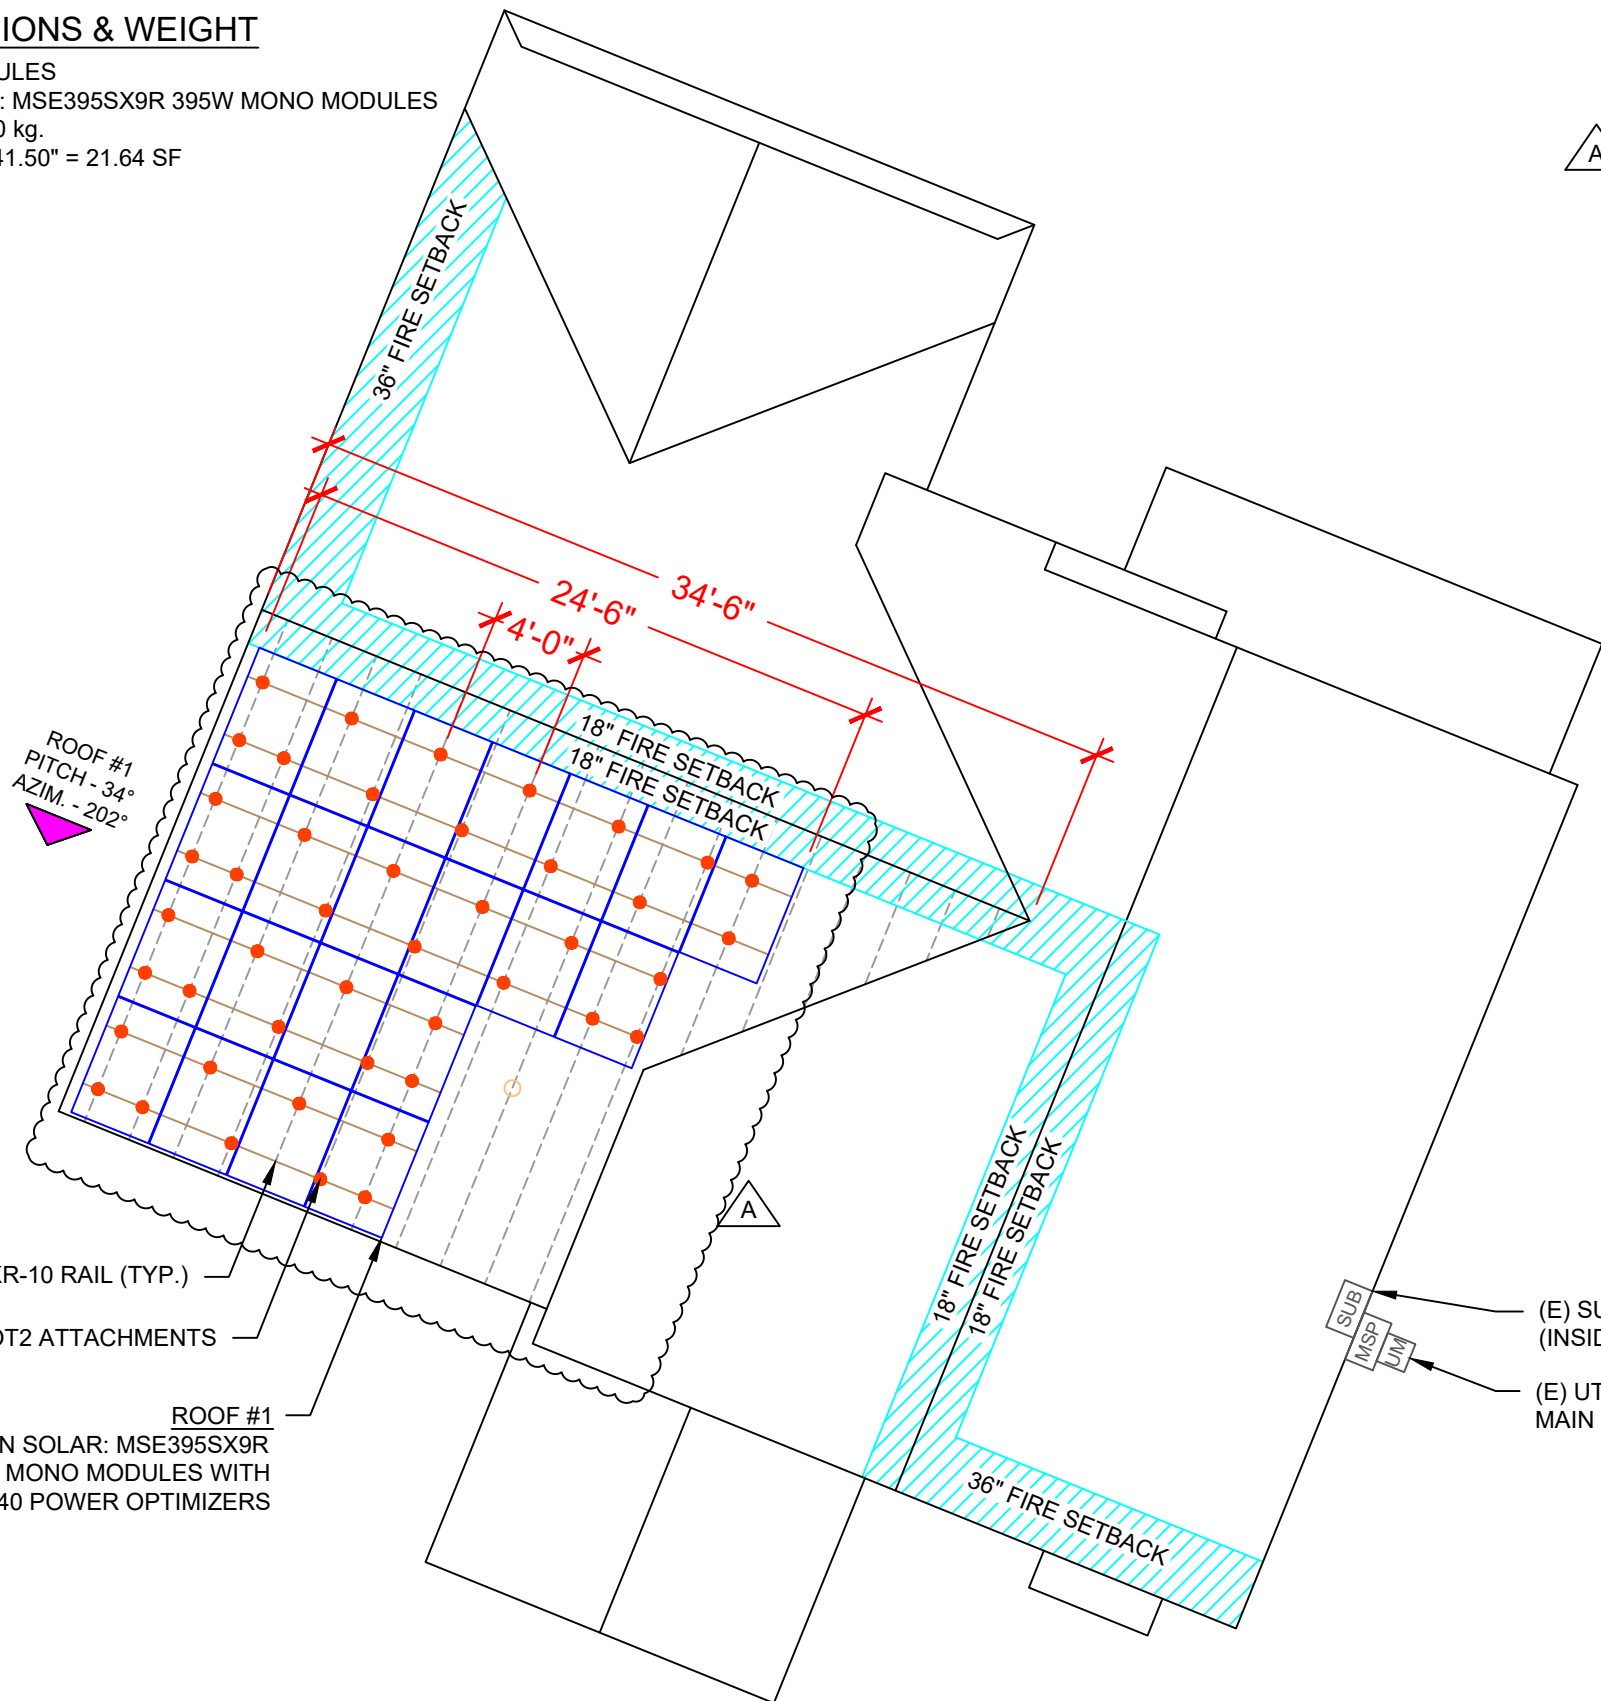 IONS & WEIGHT
ULES
: MSE395SX9R 395W MONO MODULES
0 kg.
41.50" = 21.64 SF
A
36" FIRE SETBACK
34'-6"
24'-6"
4'-0"
18" FIRE SETBACK
18" FIRE SETBACK
ROOF #1
PITCH - 34°
AZIM. - 202°
A
18" FIRE SETBACK
18" FIRE SETBACK
XR-10 RAIL (TYP.)
OT2 ATTACHMENTS
ROOF #1
N SOLAR: MSE395SX9R
MONO MODULES WITH
40 POWER OPTIMIZERS
SUB
MSP
UM
(E) SU
(INSID
(E) UT
MAIN
36" FIRE SETBACK